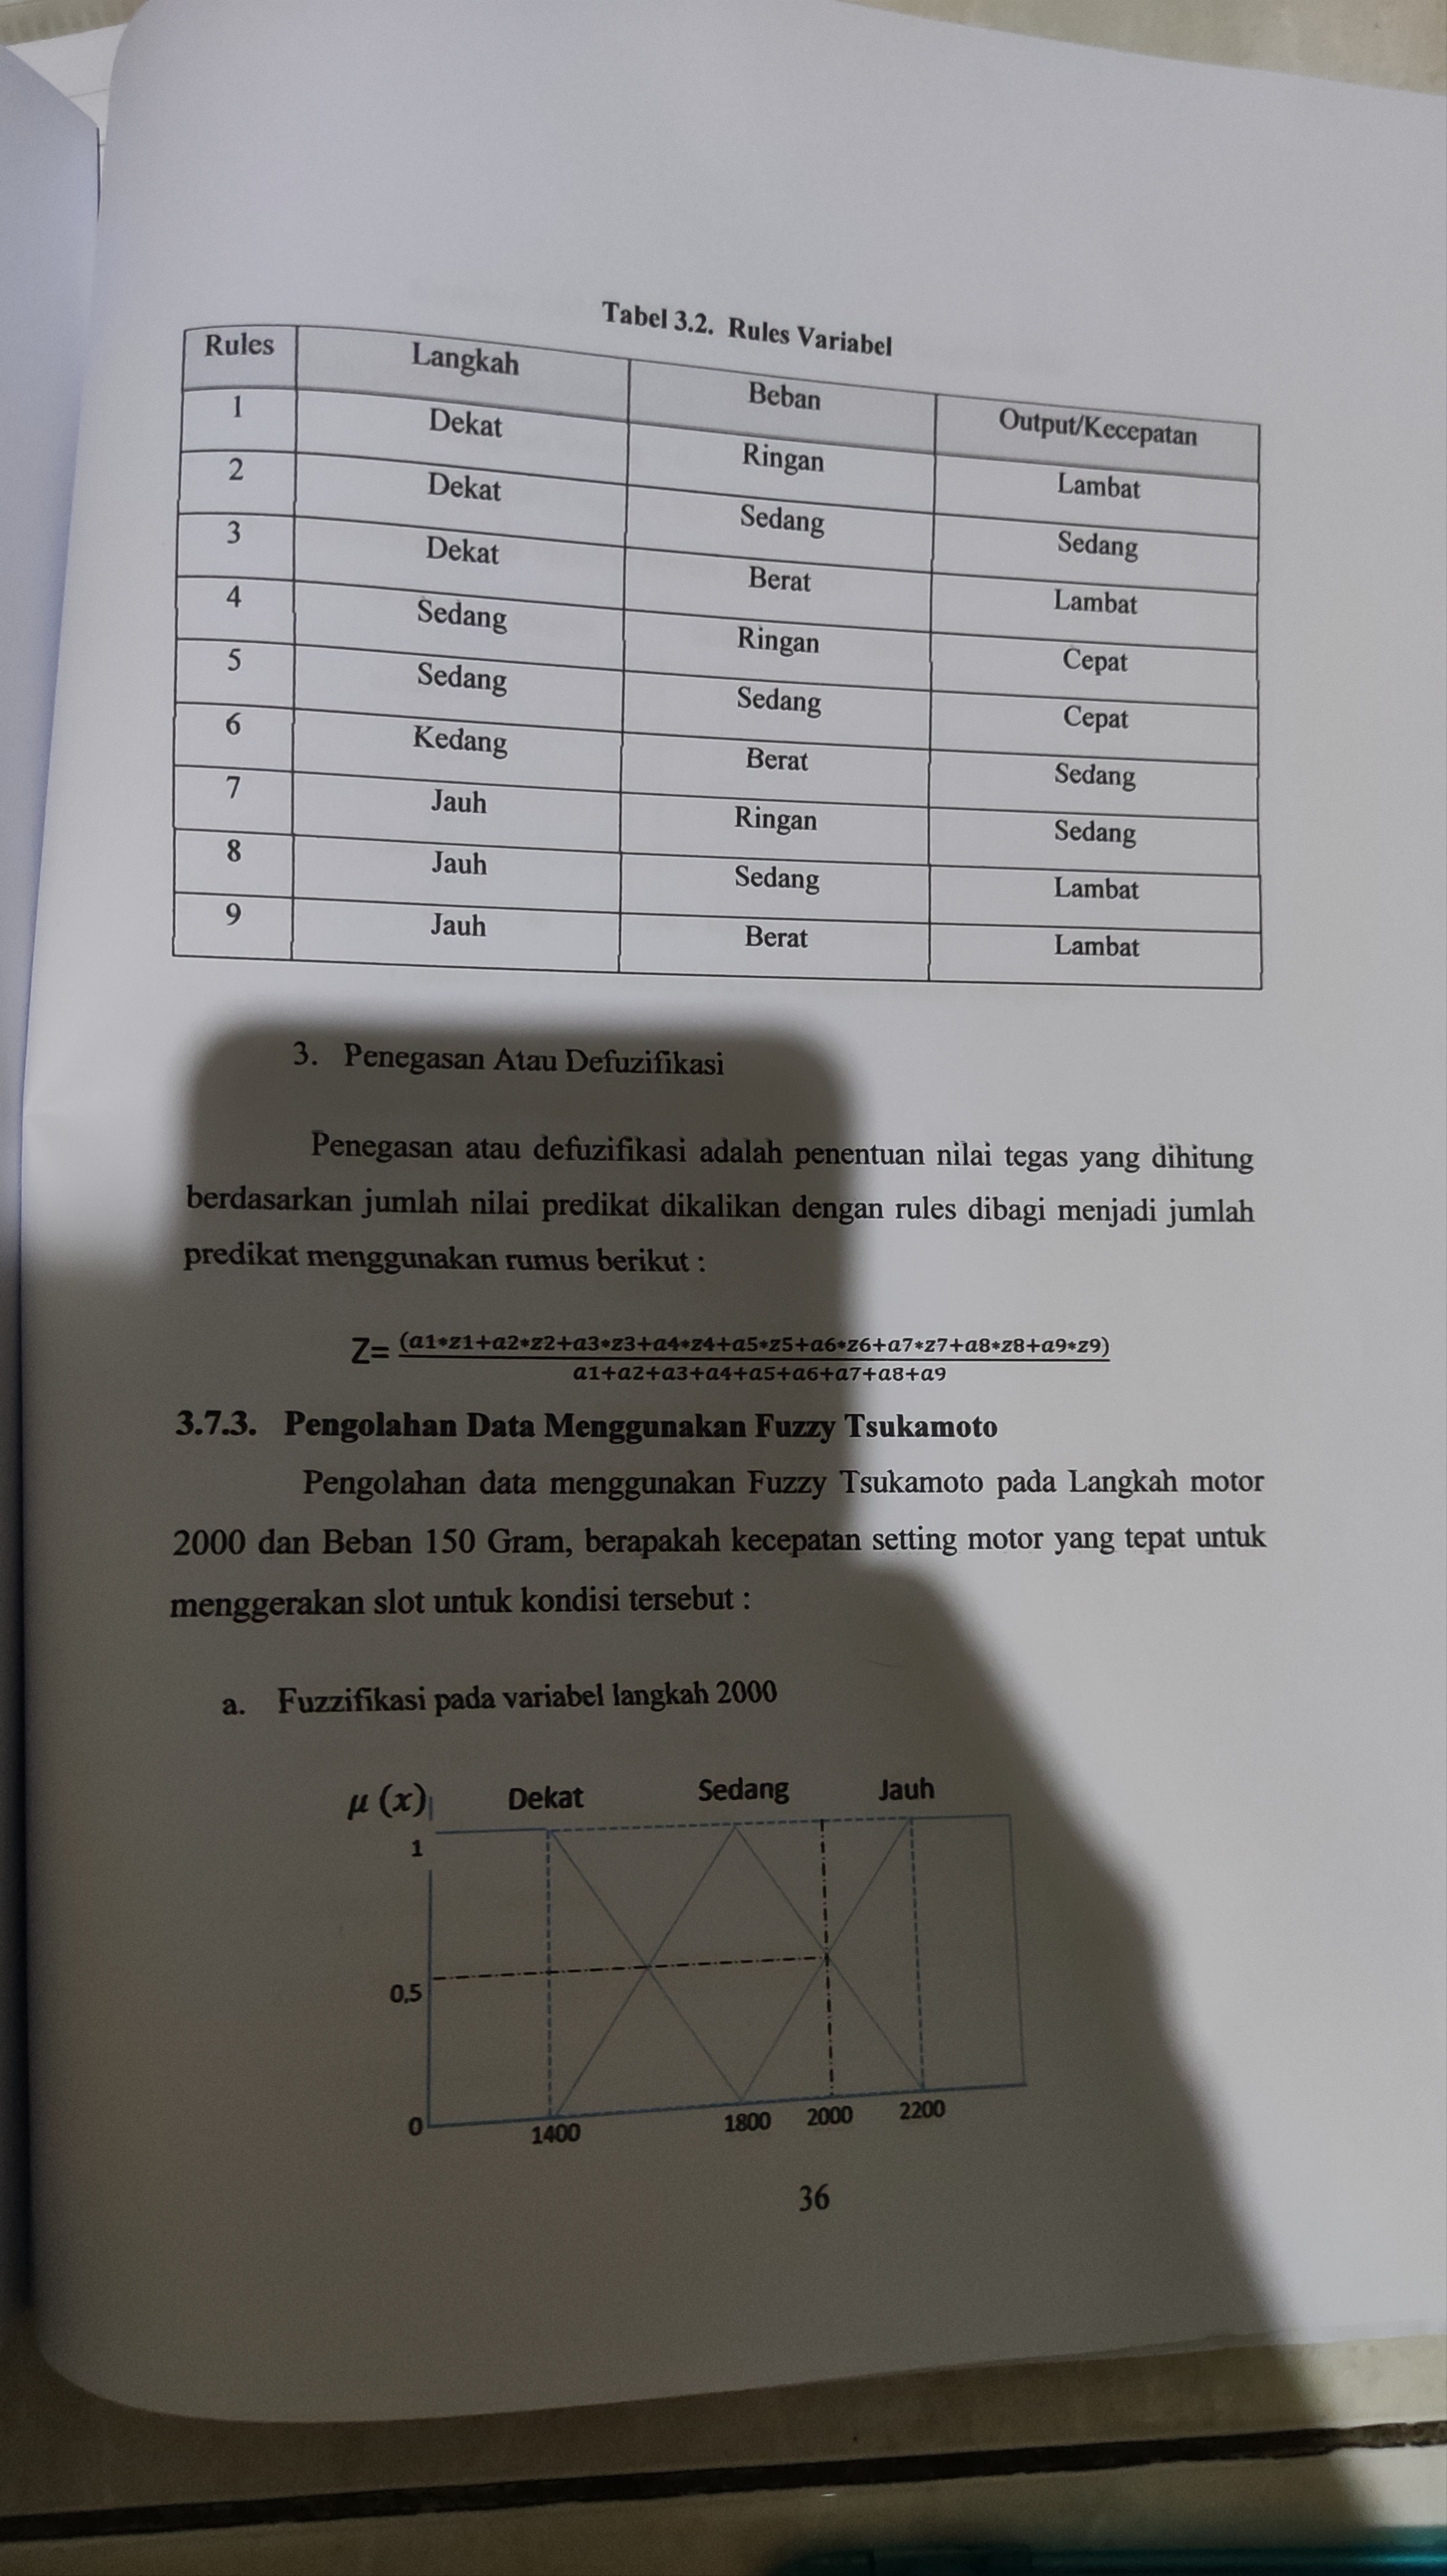 Tabel 3.2. Rules Variabel
Rules Langkah Beban Output/Kecepatan
1 Dekat Ringan Lambat
2 Dekat Sedang Sedang
3 Dekat Berat Lambat
4 Sedang Ringan Cepat
5 Sedang Sedang Cepat
6 Kedang Berat Sedang
7 Jauh Ringan Sedang
8 Jauh Sedang Lambat
9 Jauh Berat Lambat
3. Penegasan Atau Defuzifikasi
Penegasan atau defuzifikasi adalah penentuan nilai tegas yang dihitung
berdasarkan jumlah nilai predikat dikalikan dengan rules dibagi menjadi jumlah
predikat menggunakan rumus berikut :
Z= (a1*z1+a2*z2+a3*z3+a4*z4+a5*z5+a6*z6+a7*z7+a8*z8+a9*z9)
a1+a2+a3+a4+a5+a6+a7+a8+a9
3.7.3. Pengolahan Data Menggunakan Fuzzy Tsukamoto
Pengolahan data menggunakan Fuzzy Tsukamoto pada Langkah motor
2000 dan Beban 150 Gram, berapakah kecepatan setting motor yang tepat untuk
menggerakan slot untuk kondisi tersebut :
a. Fuzzifikasi pada variabel langkah 2000
μ (x) Dekat Sedang Jauh
1
0,5
0
1400 1800 2000 2200
36